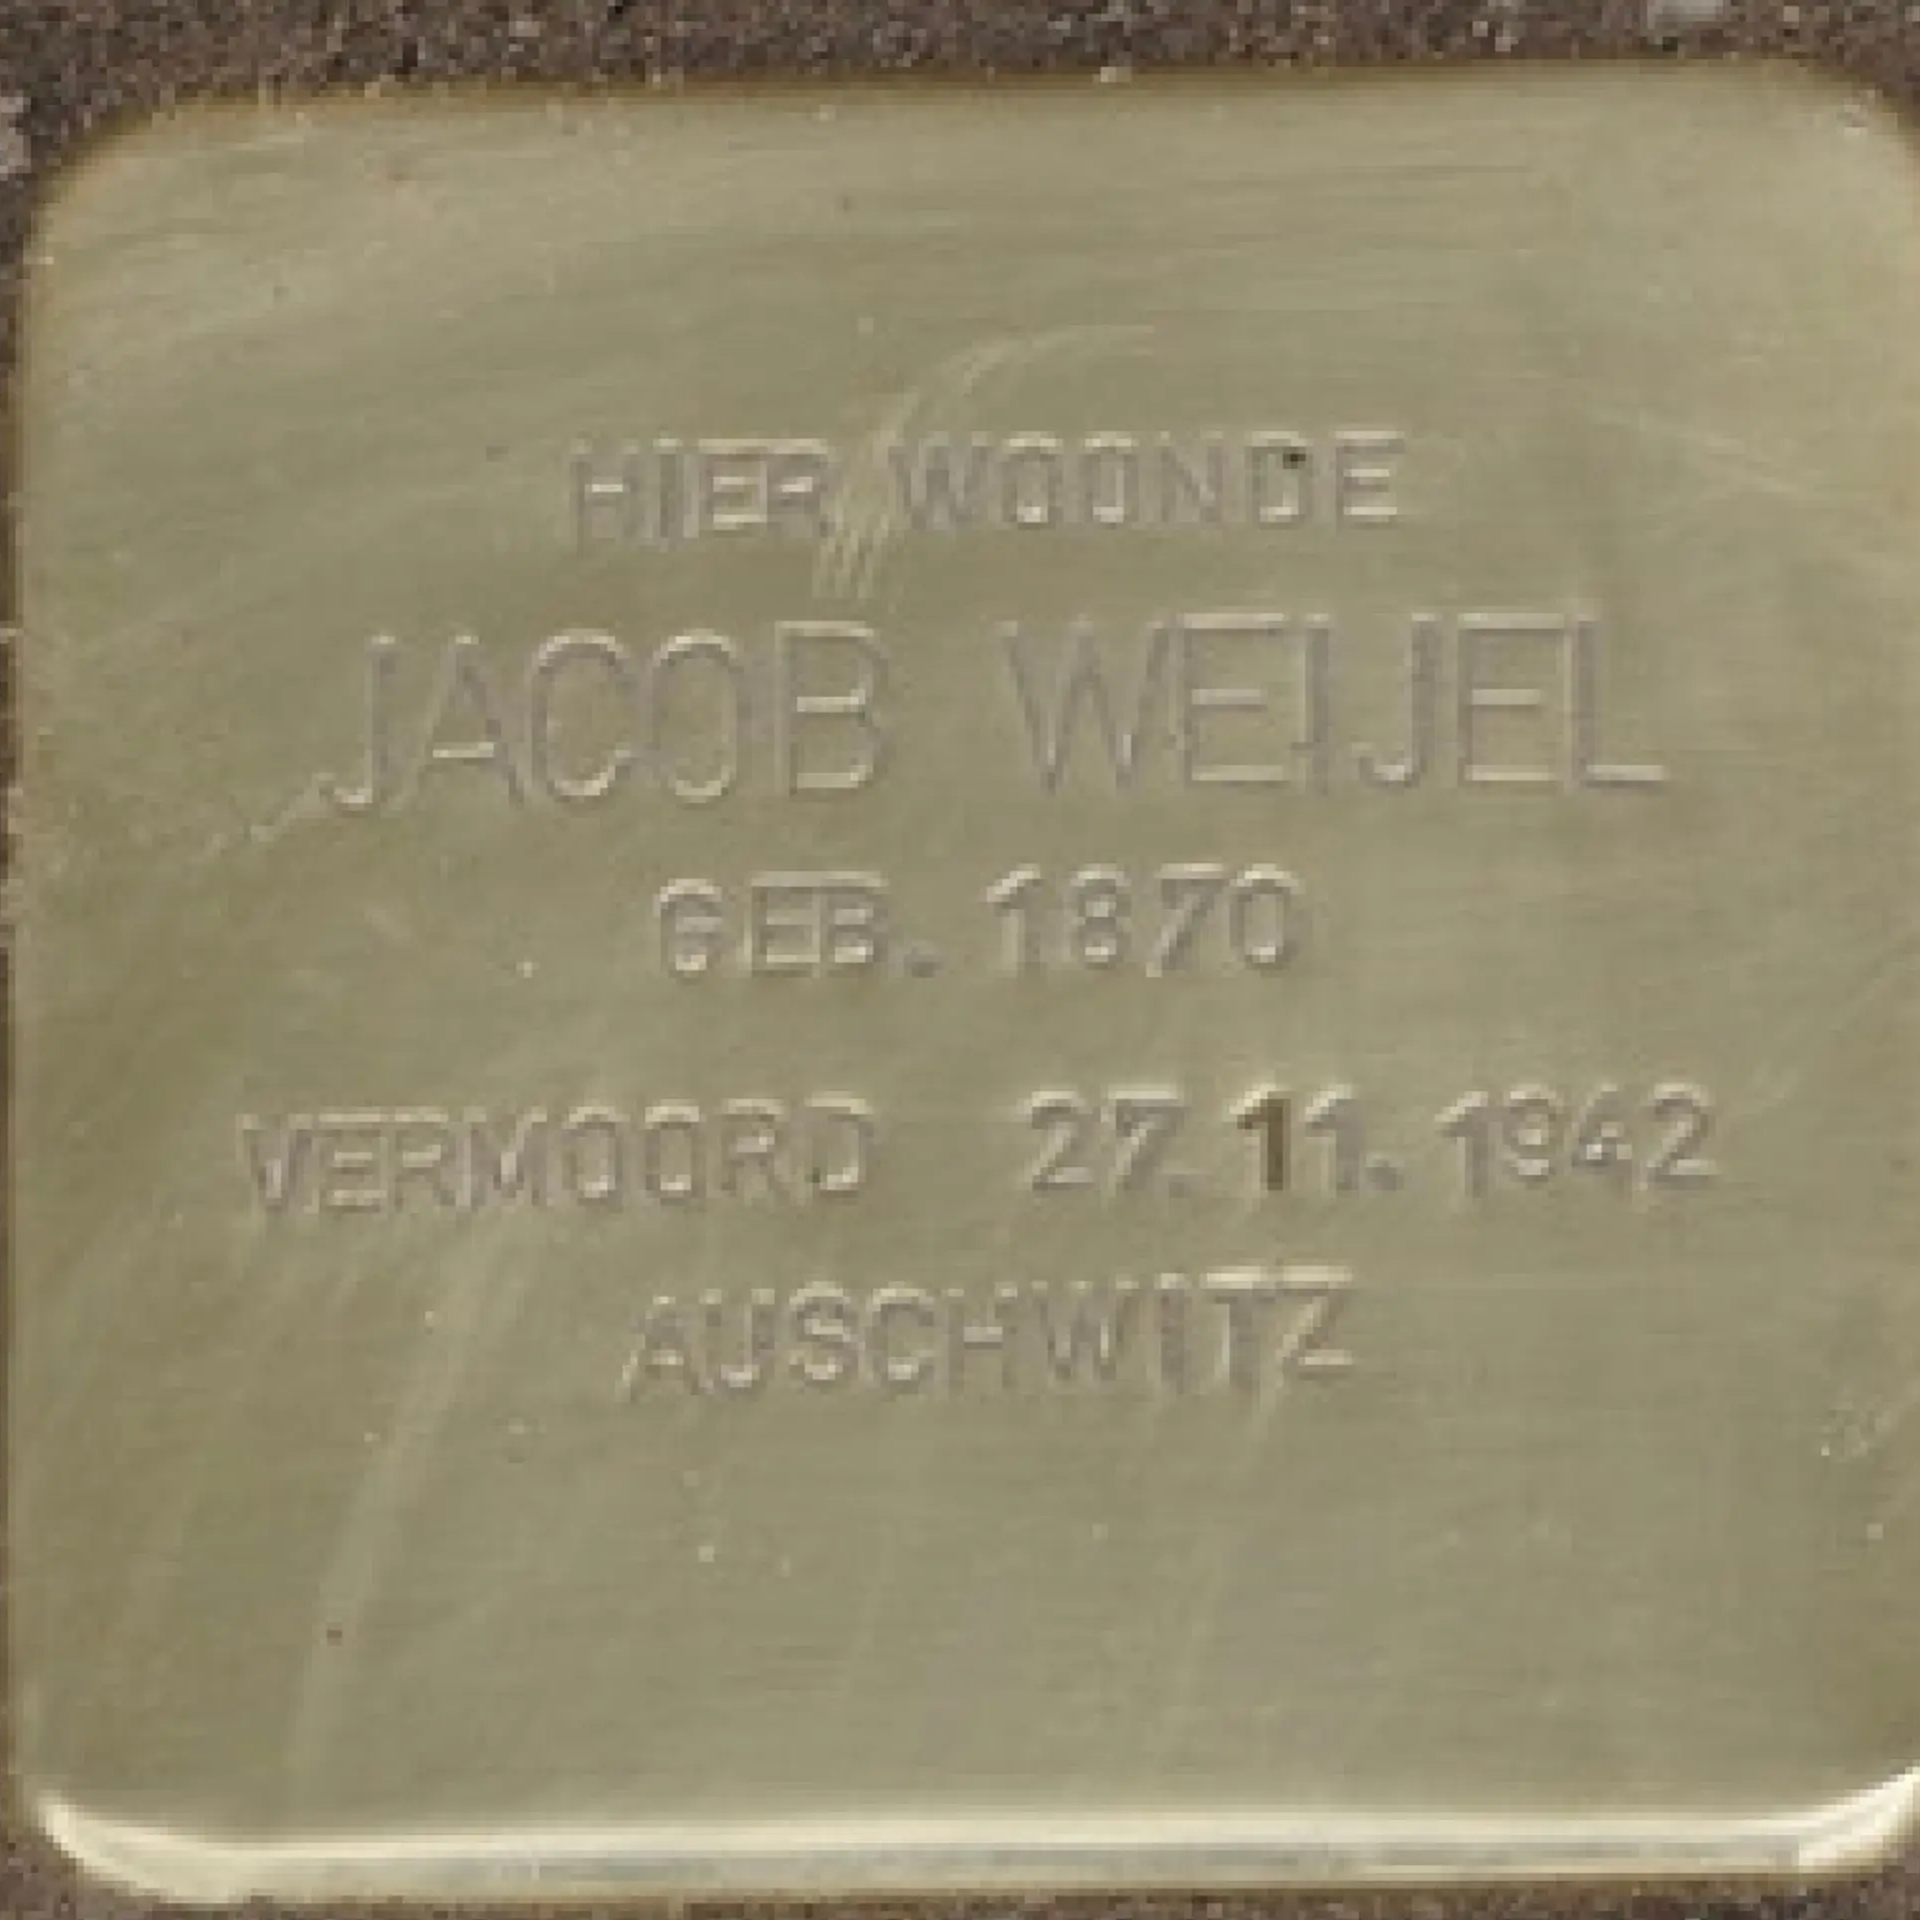 HIER WOONDE
JACOB WEIJEL
GEB. 1870
VERMOORD 27.11.1942
AUSCHWITZ